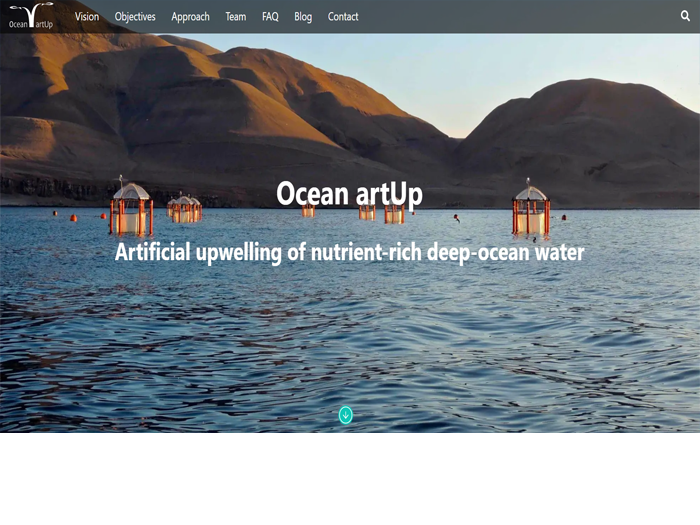 Ocean artUp
Vision Objectives Approach Team FAQ Blog Contact
Ocean artUp
Artificial upwelling of nutrient-rich deep-ocean water